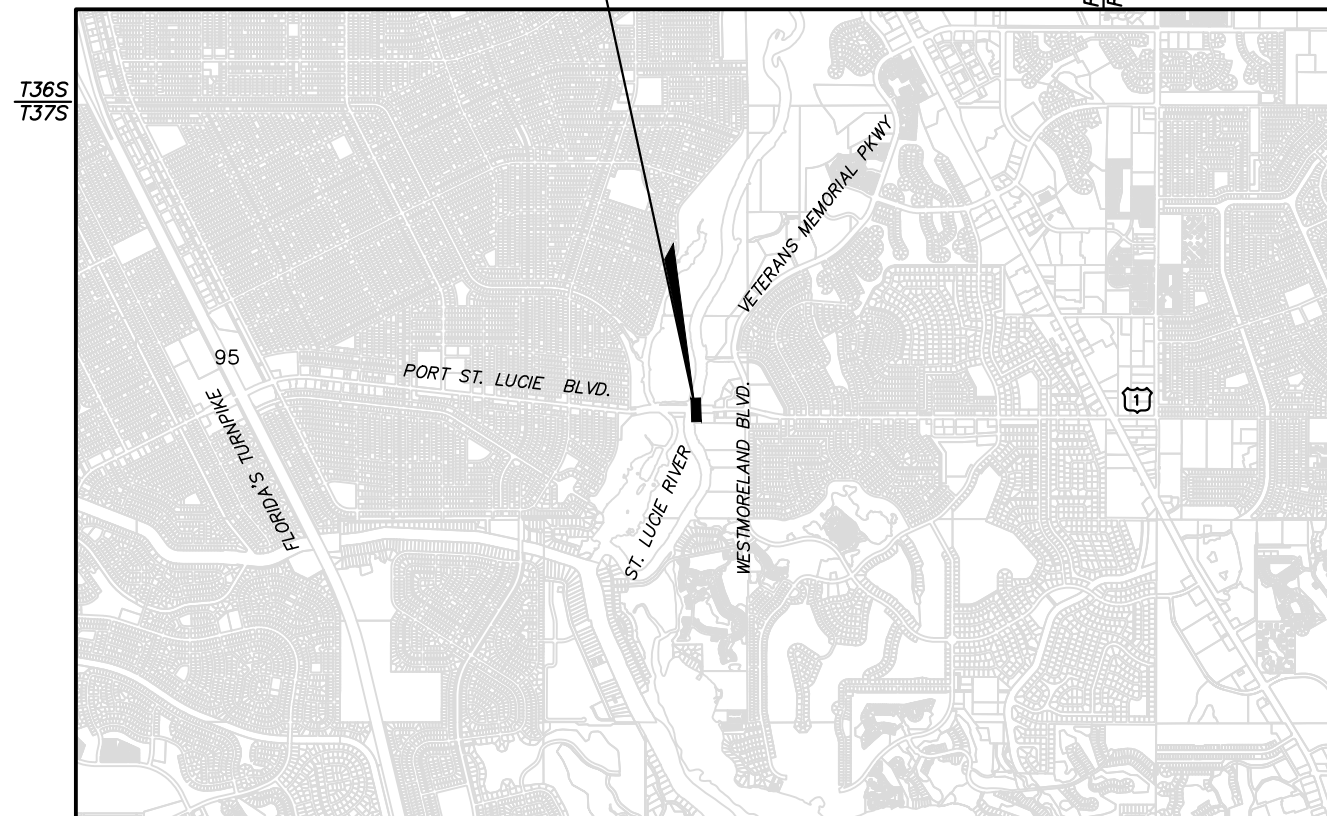 T36S
T37S
VETERANS MEMORIAL PKWY
95
PORT ST. LUCIE BLVD.
1
FLORIDA'S TURNPIKE
WESTMORELAND BLVD.
ST. LUCIE RIVER